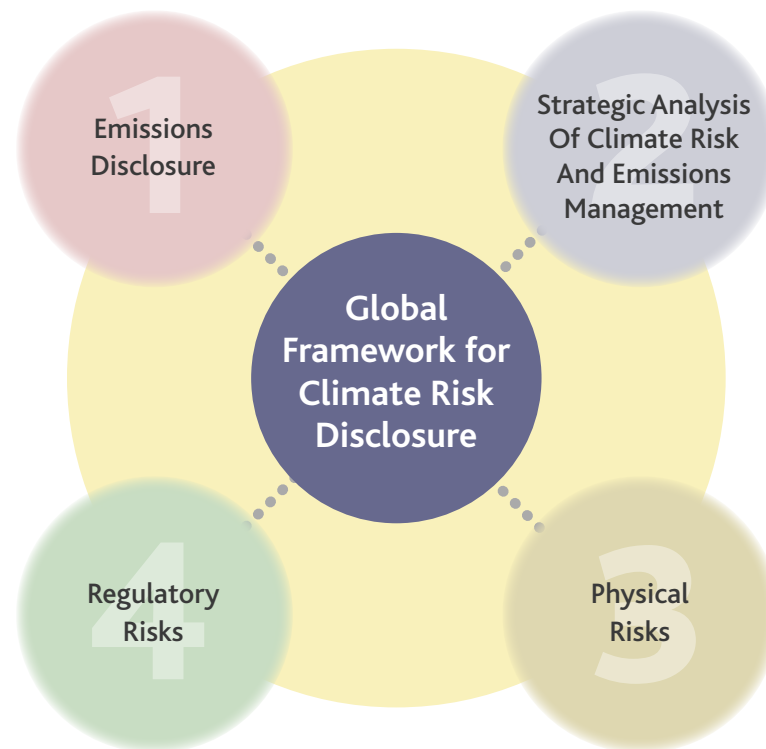 1
Emissions
Disclosure
2
Strategic Analysis
Of Climate Risk
And Emissions
Management
Global
Framework for
Climate Risk
Disclosure
4
Regulatory
Risks
3
Physical
Risks